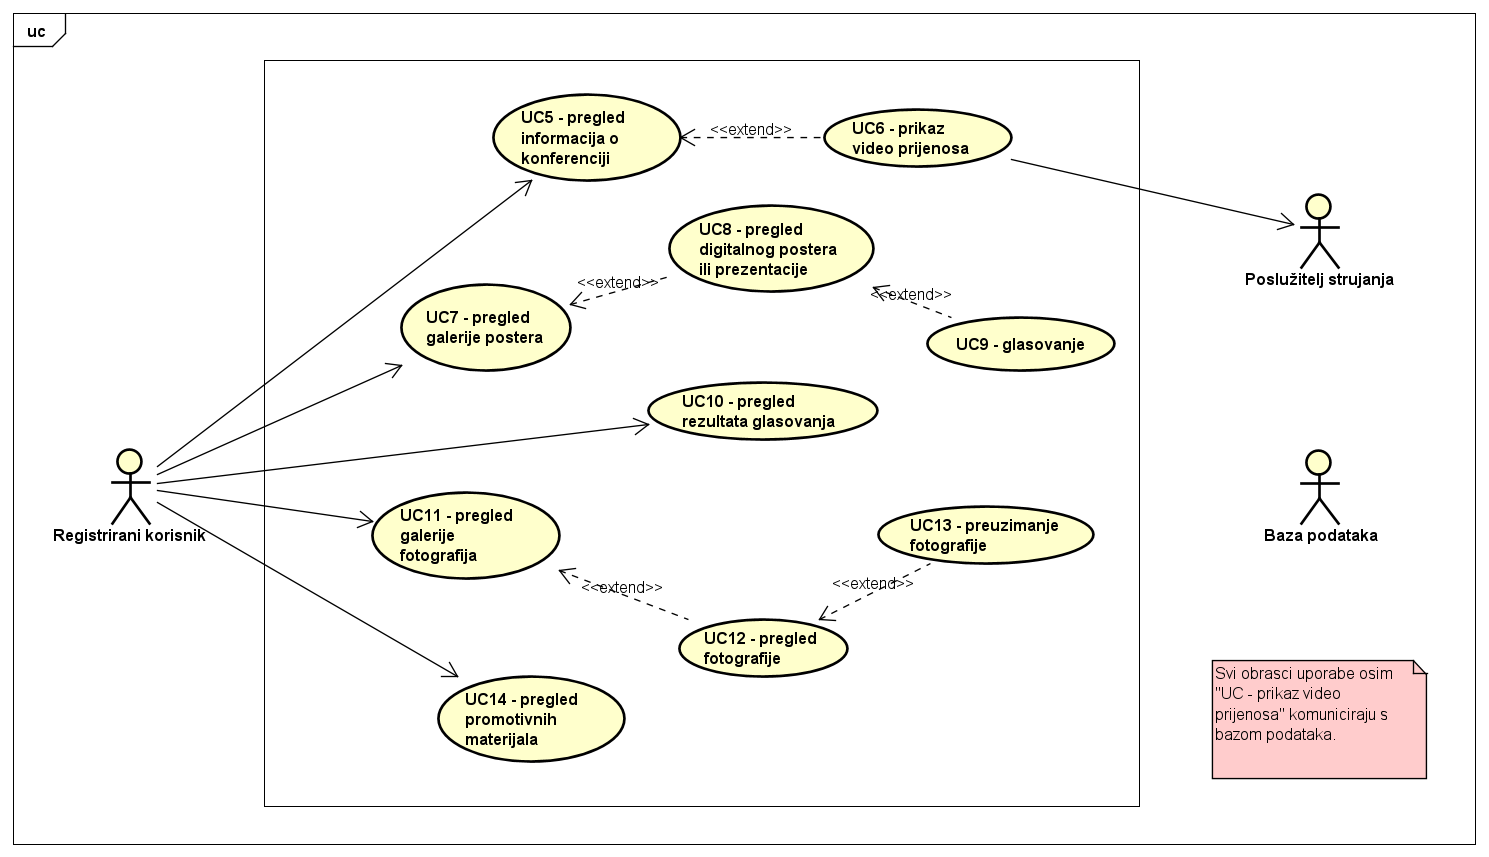 uc
UC5 - pregled
informacija o
konferenciji
<<extend>>
UC6 - prikaz
video prijenosa
Poslužitelj strujanja
UC8 - pregled
digitalnog postera
ili prezentacije
<<extend>>
<<extend>>
UC7 - pregled
galerije postera
UC9 - glasovanje
UC10 - pregled
rezultata glasovanja
Registrirani korisnik
Baza podataka
UC11 - pregled
galerije
fotografija
UC13 - preuzimanje
fotografije
<<extend>>
<<extend>>
UC12 - pregled
fotografije
UC14 - pregled
promotivnih
materijala
Svi obrasci uporabe osim
"UC - prikaz video
prijenosa" komuniciraju s
bazom podataka.